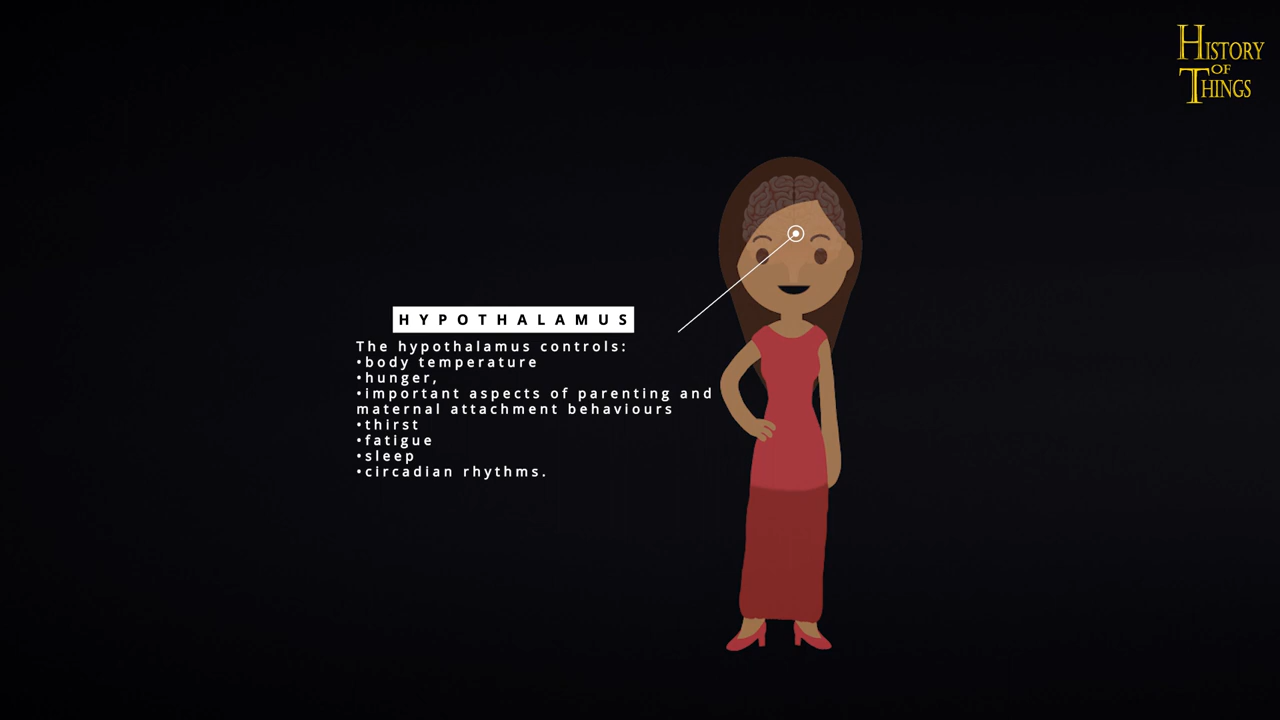 HISTORY
OF
THINGS
HYPOTHALAMUS
The hypothalamus controls:
•body temperature
•hunger,
•important aspects of parenting and
maternal attachment behaviours
•thirst
•fatigue
•sleep
•circadian rhythms.